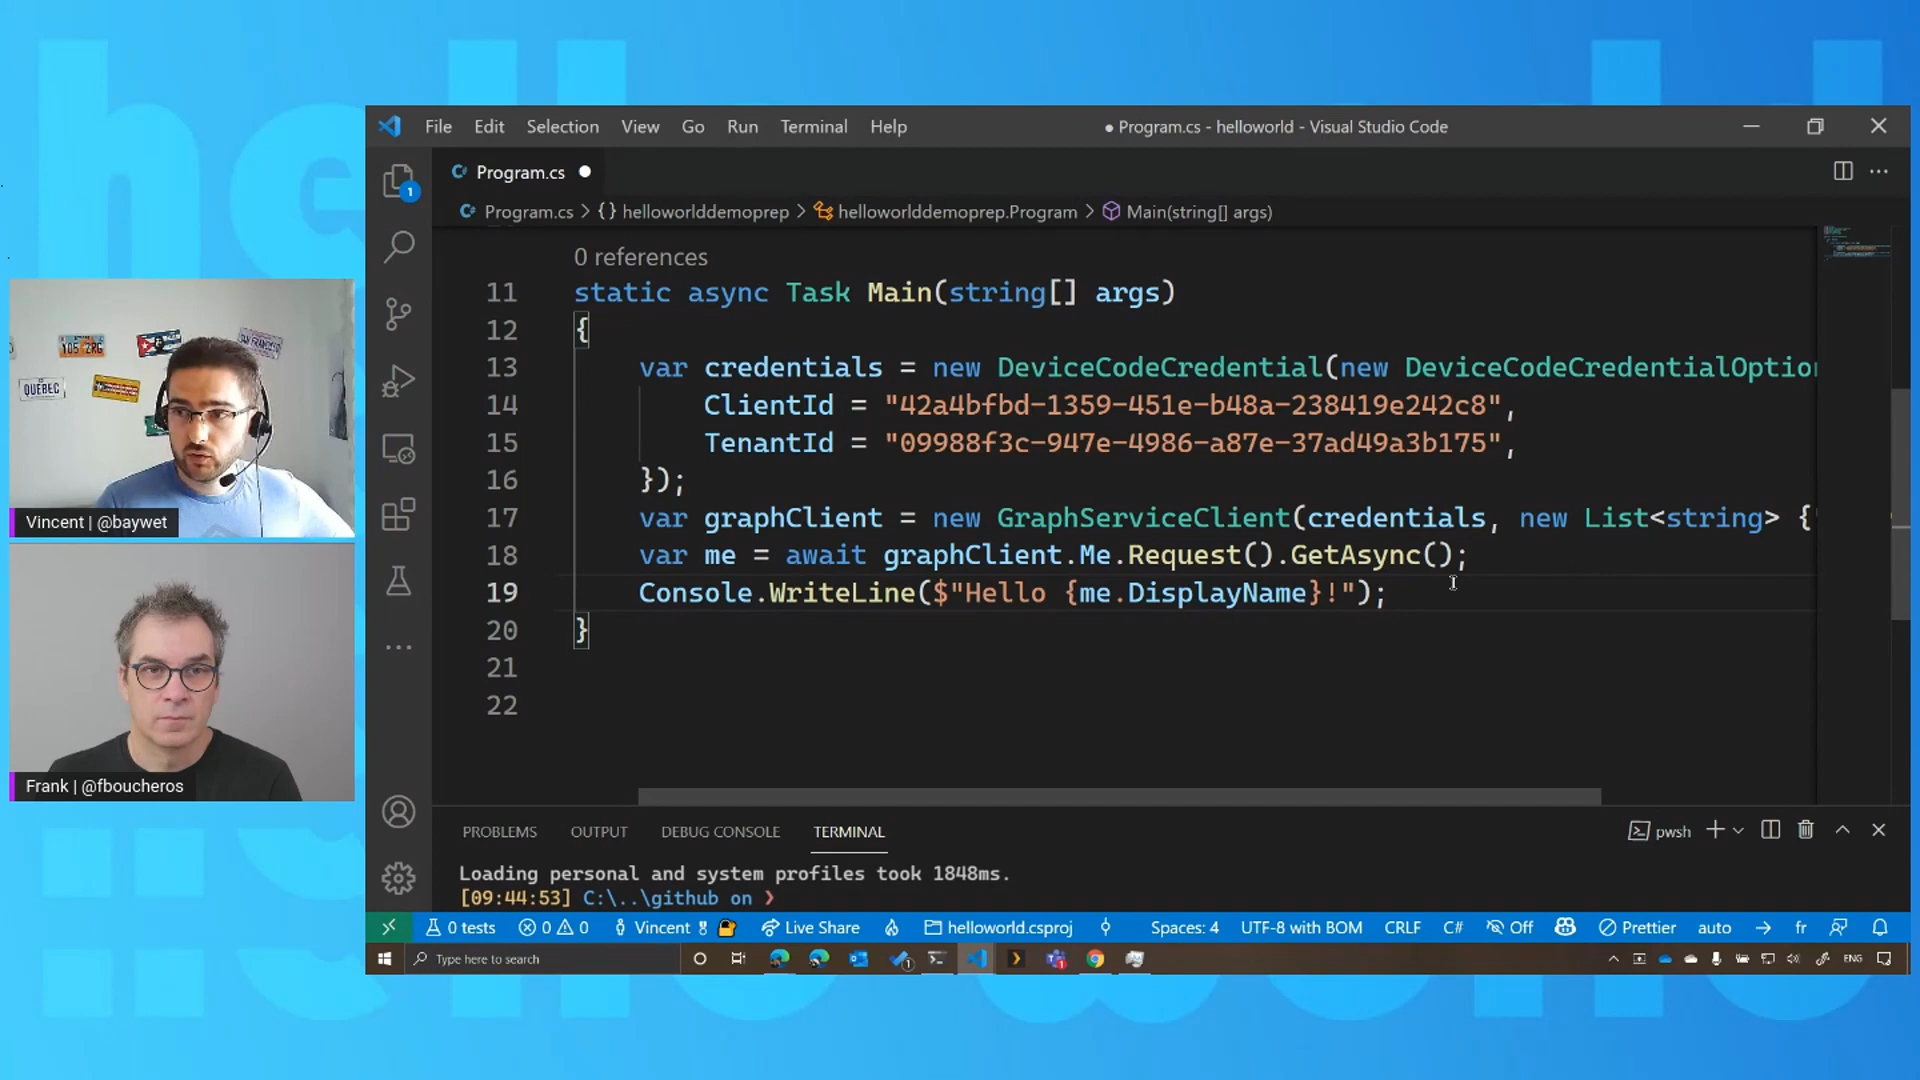 File Edit Selection View Go Run Terminal Help
● Program.cs - helloworld - Visual Studio Code
Program.cs ●
Program.cs > {} helloworlddemoprep > helloworlddemoprep.Program > Main(string[] args)
0 references
11 static async Task Main(string[] args)
12 {
13 var credentials = new DeviceCodeCredential(new DeviceCodeCredentialOptio
14 ClientId = "42a4bfbd-1359-451e-b48a-238419e242c8",
15 TenantId = "09988f3c-947e-4986-a87e-37ad49a3b175",
16 });
17 var graphClient = new GraphServiceClient(credentials, new List<string> {
18 var me = await graphClient.Me.Request().GetAsync();
19 Console.WriteLine($"Hello {me.DisplayName}!");
20 }
21
22
PROBLEMS OUTPUT DEBUG CONSOLE TERMINAL
pwsh
Loading personal and system profiles took 1848ms.
[09:44:53] C:\..\github on ❯
0 tests 0 0 Vincent Live Share helloworld.csproj Spaces: 4 UTF-8 with BOM CRLF C# Off Prettier auto fr
Type here to search
ENG
1
QUEBEC
Vincent | @baywet
Frank | @fboucheros
hello world